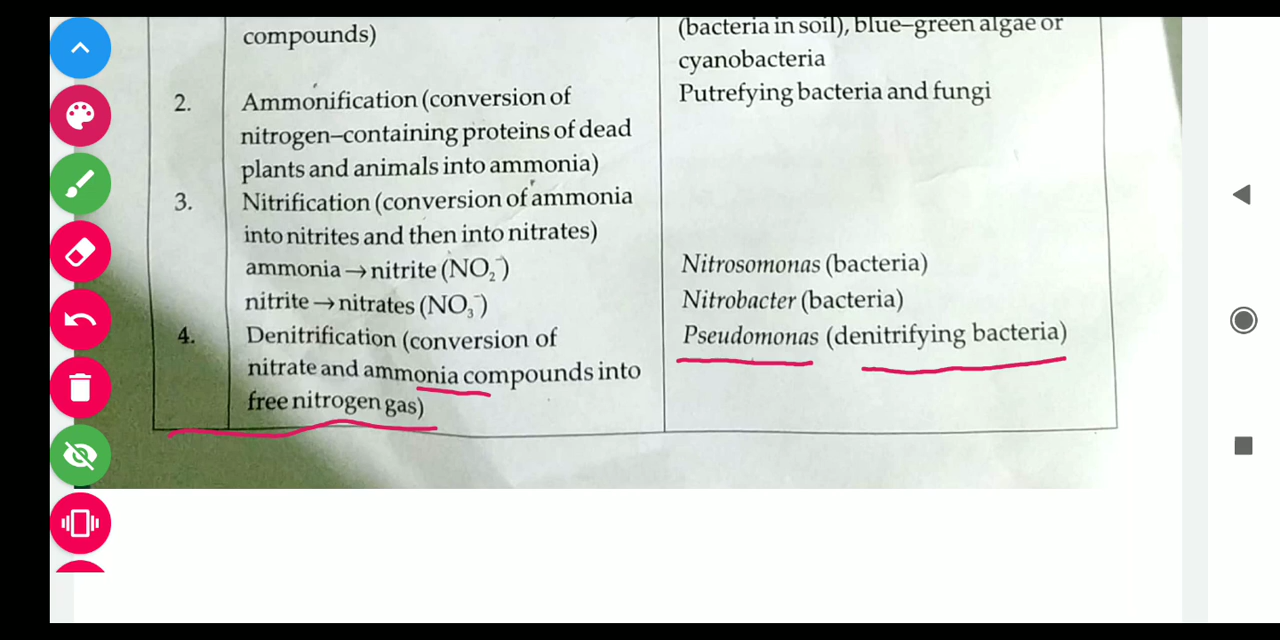 compounds)
(bacteria in soil), blue–green algae or
cyanobacteria
2. Ammonification (conversion of
nitrogen–containing proteins of dead
plants and animals into ammonia)
Putrefying bacteria and fungi
3. Nitrification (conversion of ammonia
into nitrites and then into nitrates)
ammonia → nitrite (NO₂⁻)
Nitrosomonas (bacteria)
nitrite → nitrates (NO₃⁻)
Nitrobacter (bacteria)
4. Denitrification (conversion of
nitrate and ammonia compounds into
free nitrogen gas)
Pseudomonas (denitrifying bacteria)